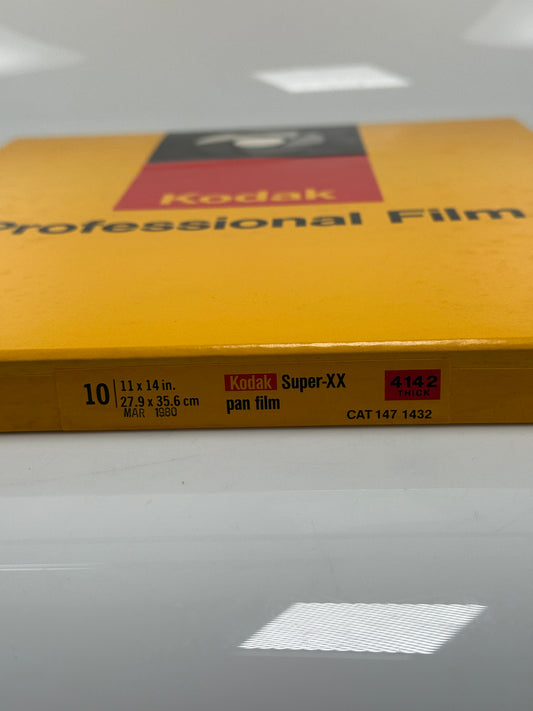 Kodak
Professional Film
10
11 x 14 in.
27.9 x 35.6 cm
MAR 1980
Kodak Super-XX
pan film
4142
THICK
CAT 147 1432